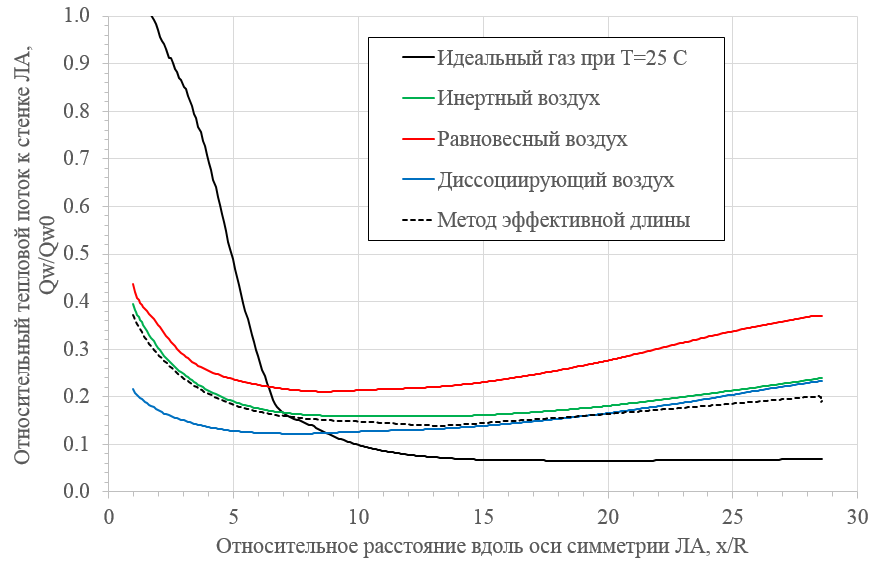 1.0
0.9
0.8
0.7
0.6
0.5
0.4
0.3
0.2
0.1
0.0
Относительный тепловой поток к стенке ЛА,
Qw/Qw0
Идеальный газ при T=25 C
Инертный воздух
Равновесный воздух
Диссоциирующий воздух
Метод эффективной длины
0 5 10 15 20 25 30
Относительное расстояние вдоль оси симметрии ЛА, x/R